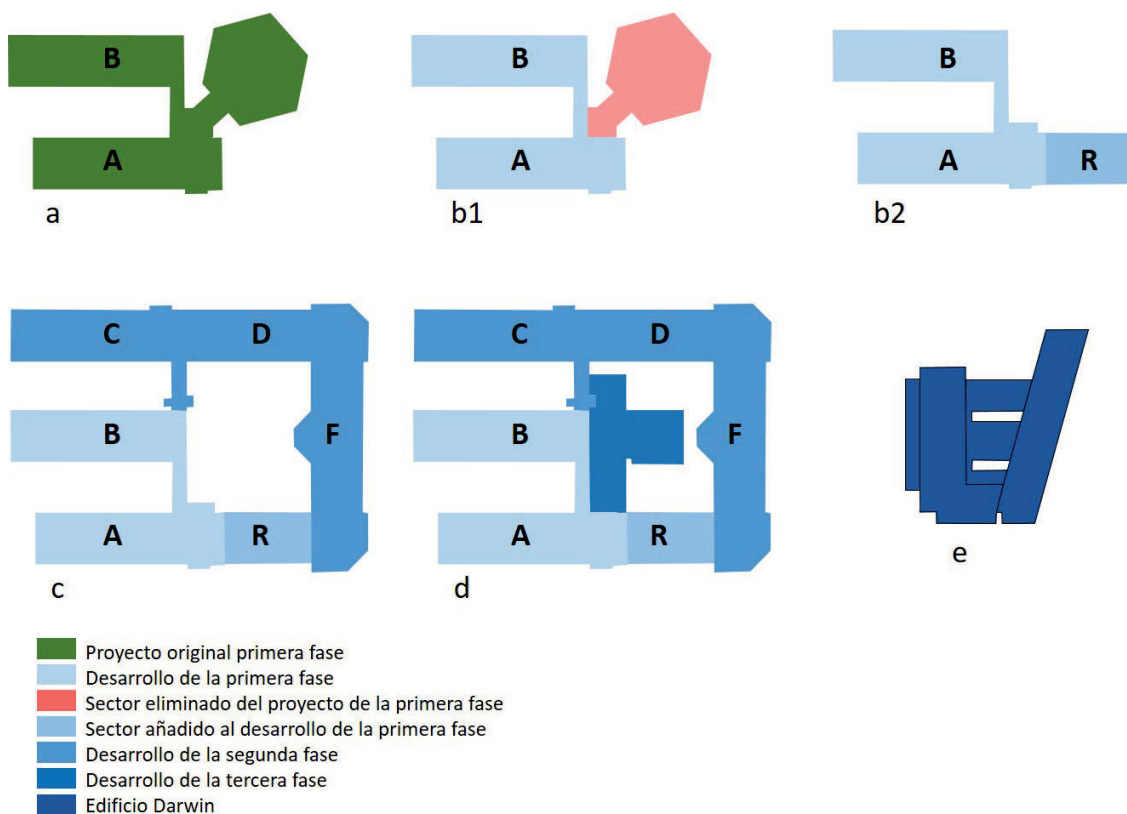 B
A
a
B
A
b1
B
A
R
b2
C
D
B
F
A
R
c
C
D
B
F
A
R
d
e
Proyecto original primera fase
Desarrollo de la primera fase
Sector eliminado del proyecto de la primera fase
Sector añadido al desarrollo de la primera fase
Desarrollo de la segunda fase
Desarrollo de la tercera fase
Edificio Darwin